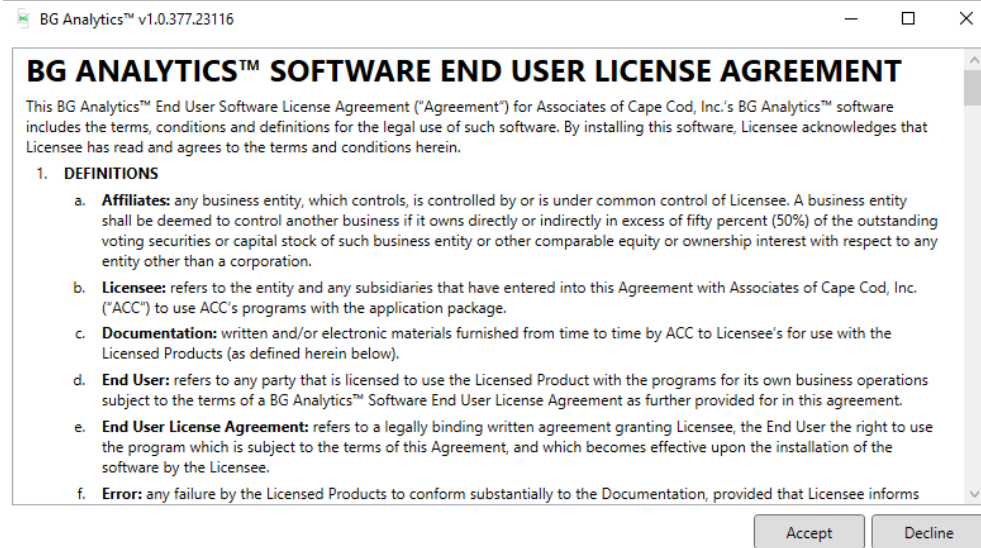 BG Analytics™ v1.0.377.23116
BG ANALYTICS™ SOFTWARE END USER LICENSE AGREEMENT
This BG Analytics™ End User Software License Agreement (“Agreement”) for Associates of Cape Cod, Inc.’s BG Analytics™ software
includes the terms, conditions and definitions for the legal use of such software. By installing this software, Licensee acknowledges that
Licensee has read and agrees to the terms and conditions herein.
1. DEFINITIONS
a. Affiliates: any business entity, which controls, is controlled by or is under common control of Licensee. A business entity
shall be deemed to control another business if it owns directly or indirectly in excess of fifty percent (50%) of the outstanding
voting securities or capital stock of such business entity or other comparable equity or ownership interest with respect to any
entity other than a corporation.
b. Licensee: refers to the entity and any subsidiaries that have entered into this Agreement with Associates of Cape Cod, Inc.
(“ACC”) to use ACC’s programs with the application package.
c. Documentation: written and/or electronic materials furnished from time to time by ACC to Licensee’s for use with the
Licensed Products (as defined herein below).
d. End User: refers to any party that is licensed to use the Licensed Product with the programs for its own business operations
subject to the terms of a BG Analytics™ Software End User License Agreement as further provided for in this agreement.
e. End User License Agreement: refers to a legally binding written agreement granting Licensee, the End User the right to use
the program which is subject to the terms of this Agreement, and which becomes effective upon the installation of the
software by the Licensee.
f. Error: any failure by the Licensed Products to conform substantially to the Documentation, provided that Licensee informs
Accept Decline